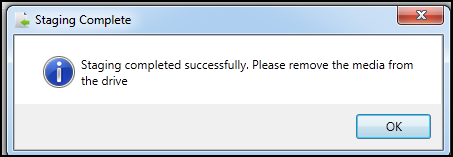 Staging Complete
Staging completed successfully. Please remove the media from
the drive
OK